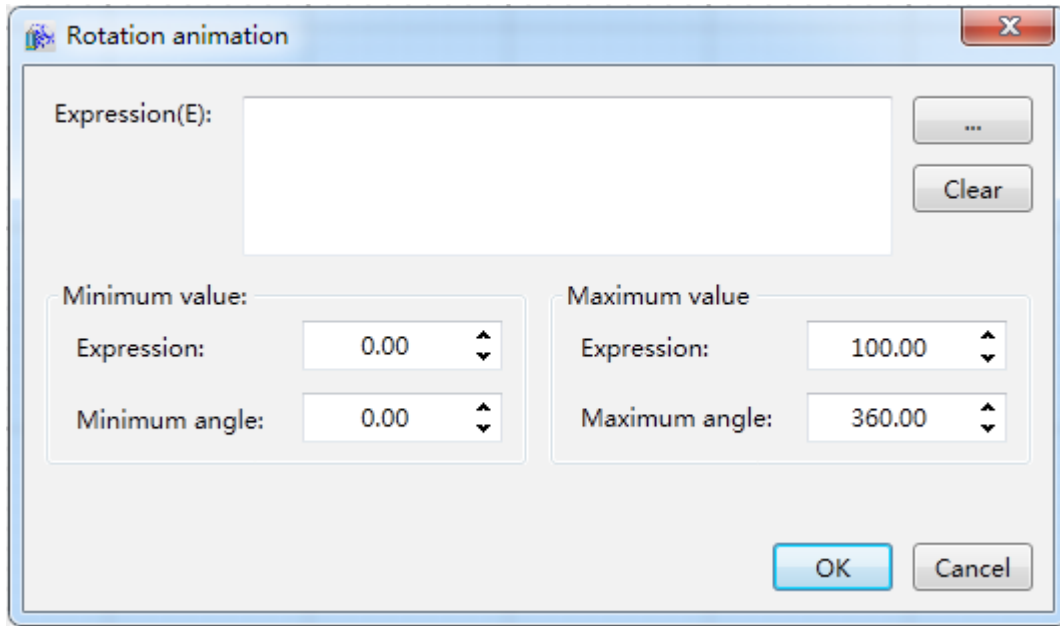 Rotation animation
Expression(E):
...
Clear
Minimum value:
Maximum value
Expression: 0.00
Expression: 100.00
Minimum angle: 0.00
Maximum angle: 360.00
OK Cancel